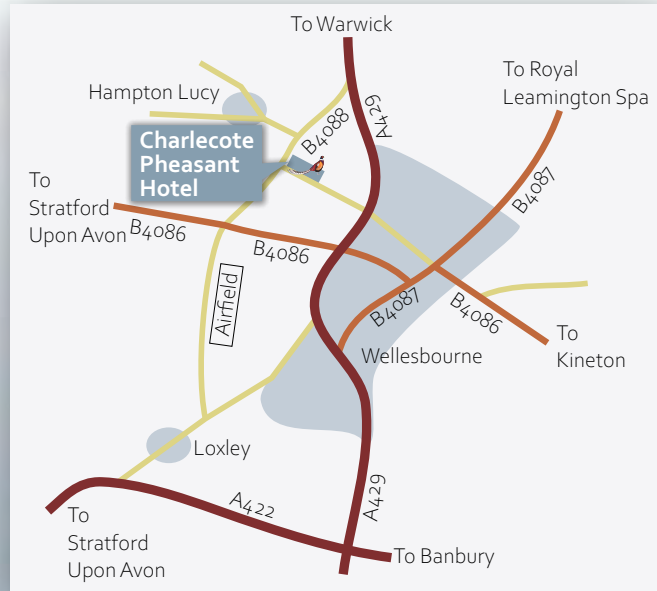 To Warwick
To Royal
Leamington Spa
Hampton Lucy
B4088
A429
Charlecote
Pheasant
Hotel
B4087
To
Stratford
Upon Avon
B4086
B4086
Airfield
B4087
B4086
Wellesbourne
To
Kineton
Loxley
A422
A429
To
Stratford
Upon Avon
To Banbury